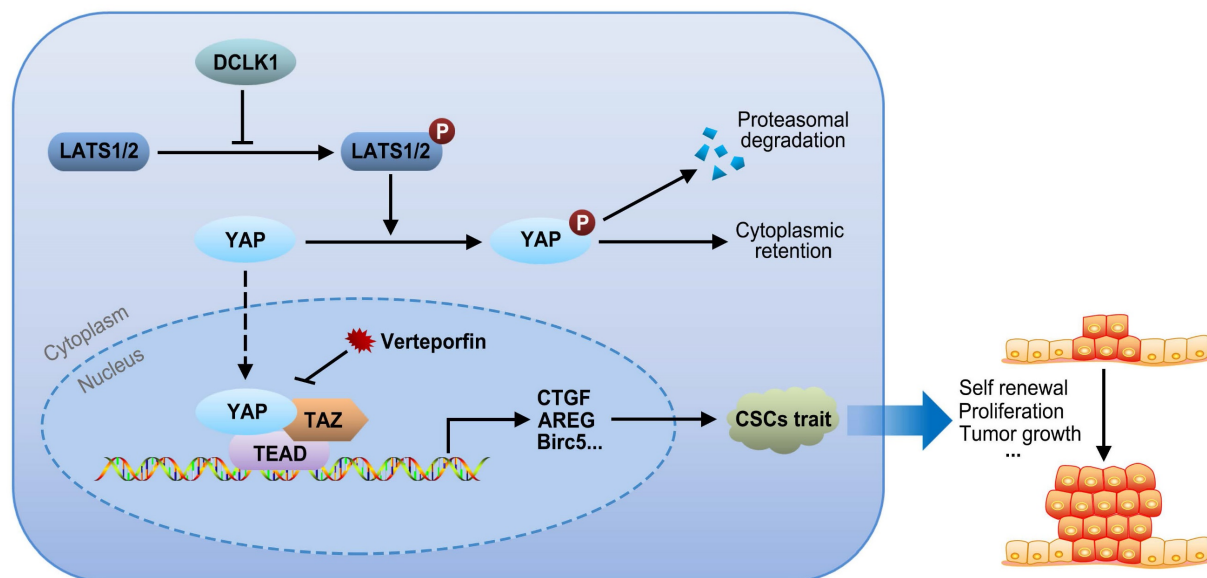 DCLK1
LATS1/2
LATS1/2
P
Proteasomal
degradation
YAP
YAP
P
Cytoplasmic
retention
Cytoplasm
Nucleus
Verteporfin
YAP
TAZ
TEAD
CTGF
AREG
Birc5...
CSCs trait
Self renewal
Proliferation
Tumor growth
...